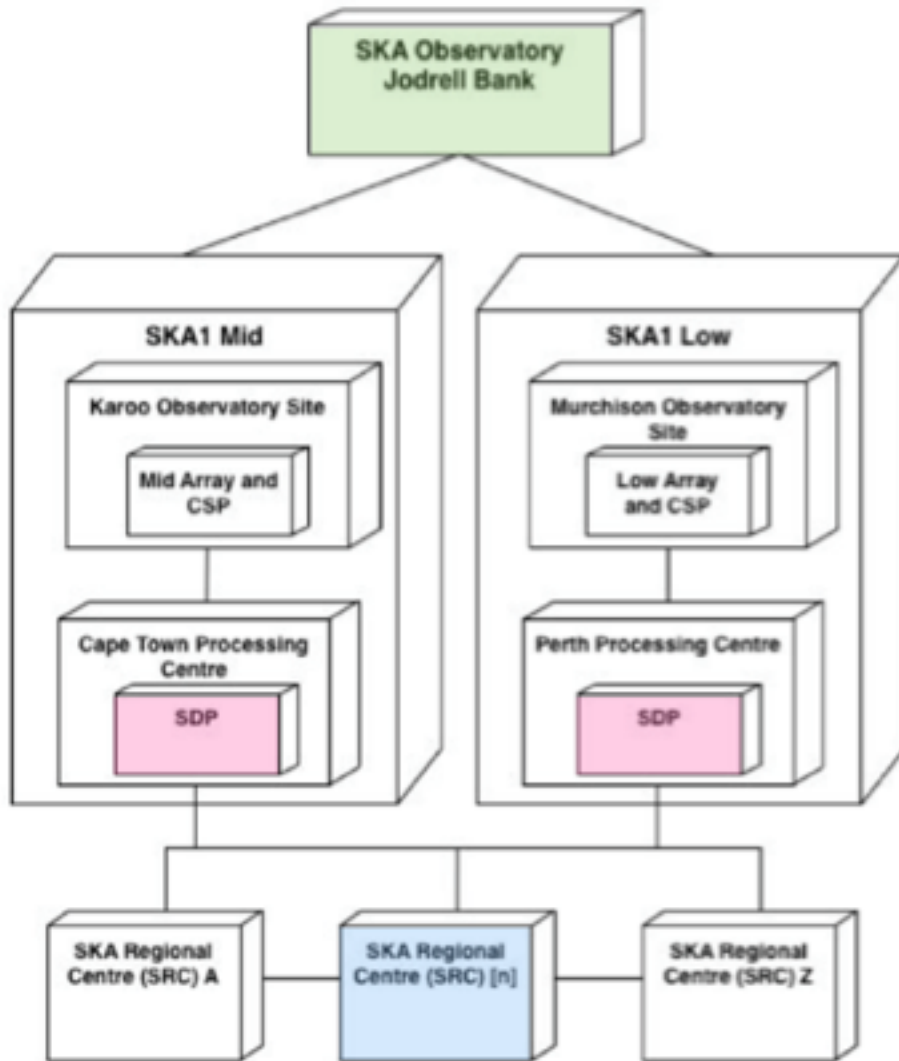 SKA Observatory
Jodrell Bank
SKA1 Mid
Karoo Observatory Site
Mid Array and
CSP
Cape Town Processing
Centre
SDP
SKA1 Low
Murchison Observatory
Site
Low Array
and CSP
Perth Processing Centre
SDP
SKA Regional
Centre (SRC) A
SKA Regional
Centre (SRC) [n]
SKA Regional
Centre (SRC) Z